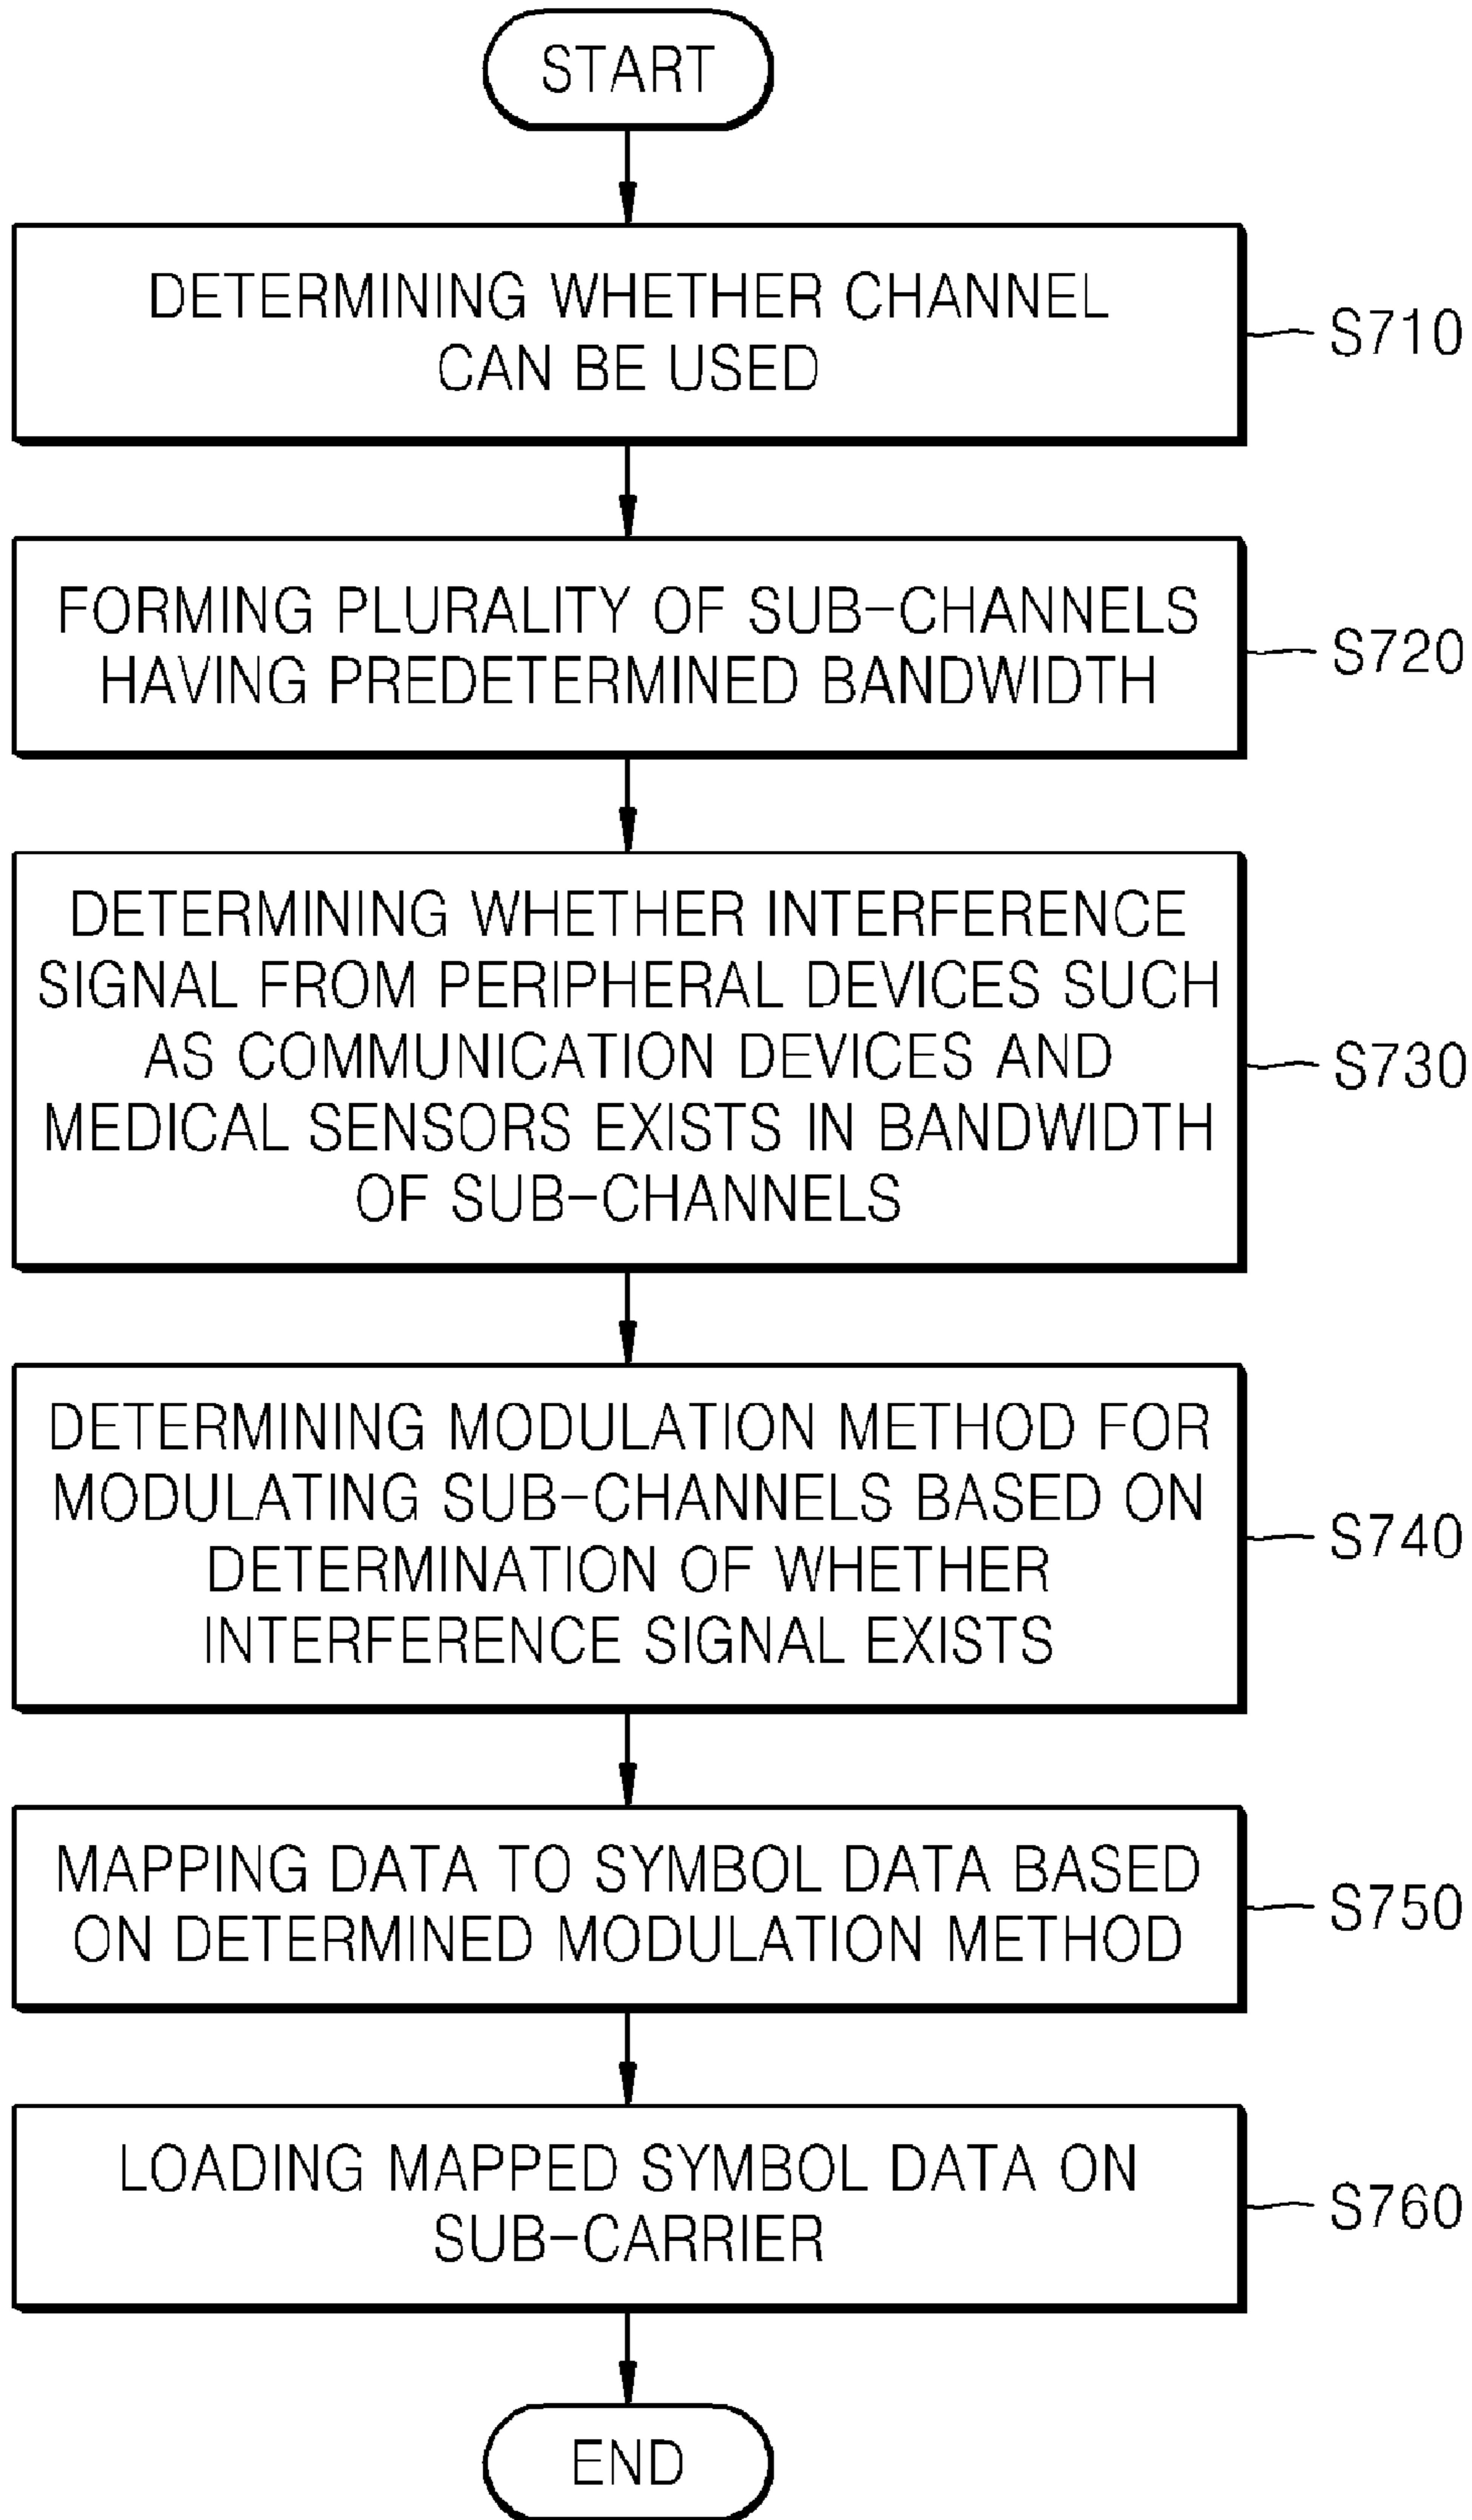 START
DETERMINING WHETHER CHANNEL
CAN BE USED
S710
FORMING PLURALITY OF SUB-CHANNELS
HAVING PREDETERMINED BANDWIDTH
S720
DETERMINING WHETHER INTERFERENCE
SIGNAL FROM PERIPHERAL DEVICES SUCH
AS COMMUNICATION DEVICES AND
MEDICAL SENSORS EXISTS IN BANDWIDTH
OF SUB-CHANNELS
S730
DETERMINING MODULATION METHOD FOR
MODULATING SUB-CHANNELS BASED ON
DETERMINATION OF WHETHER
INTERFERENCE SIGNAL EXISTS
S740
MAPPING DATA TO SYMBOL DATA BASED
ON DETERMINED MODULATION METHOD
S750
LOADING MAPPED SYMBOL DATA ON
SUB-CARRIER
S760
END